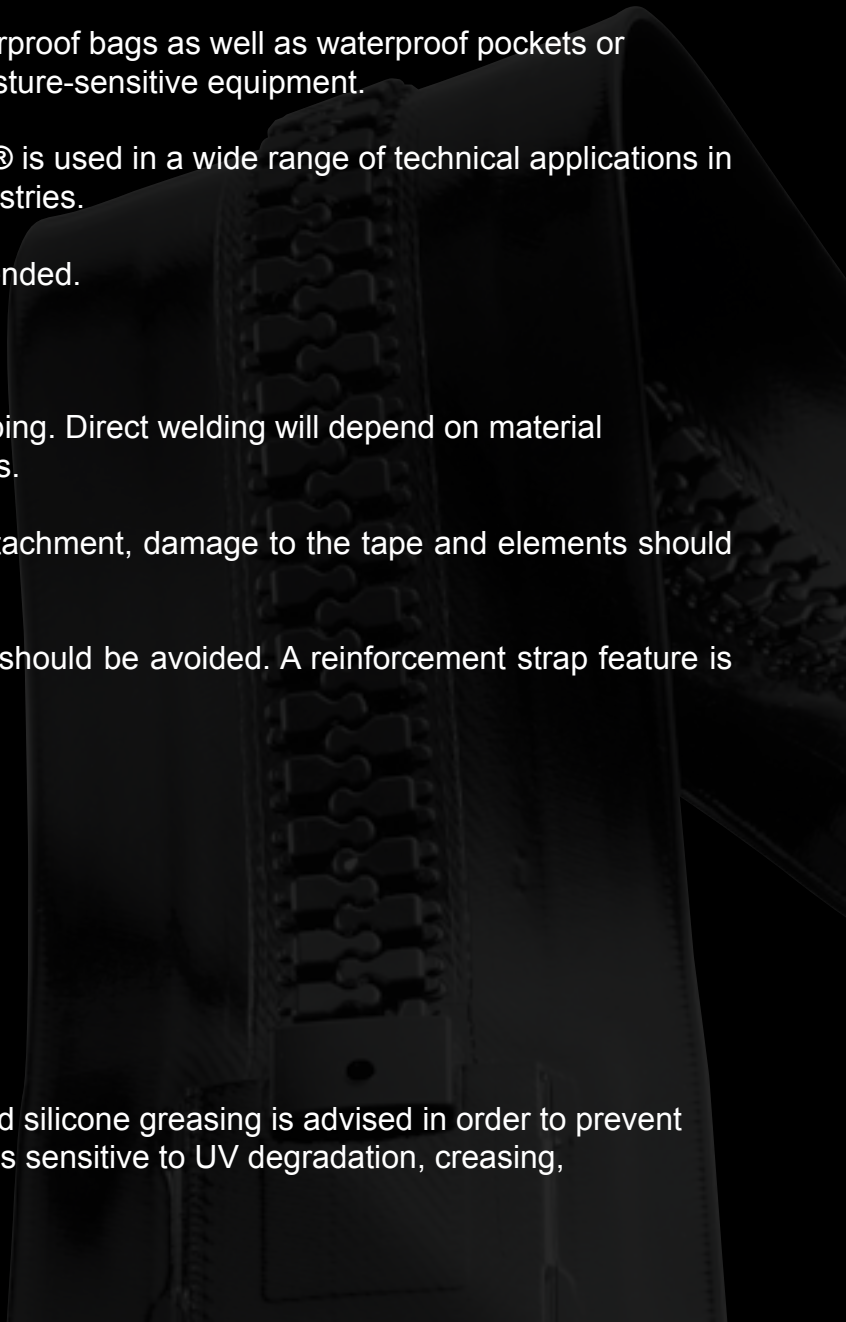 rproof bags as well as waterproof pockets or
sture-sensitive equipment.
® is used in a wide range of technical applications in
stries.
nded.
ping. Direct welding will depend on material
s.
tachment, damage to the tape and elements should
should be avoided. A reinforcement strap feature is
d silicone greasing is advised in order to prevent
s sensitive to UV degradation, creasing,